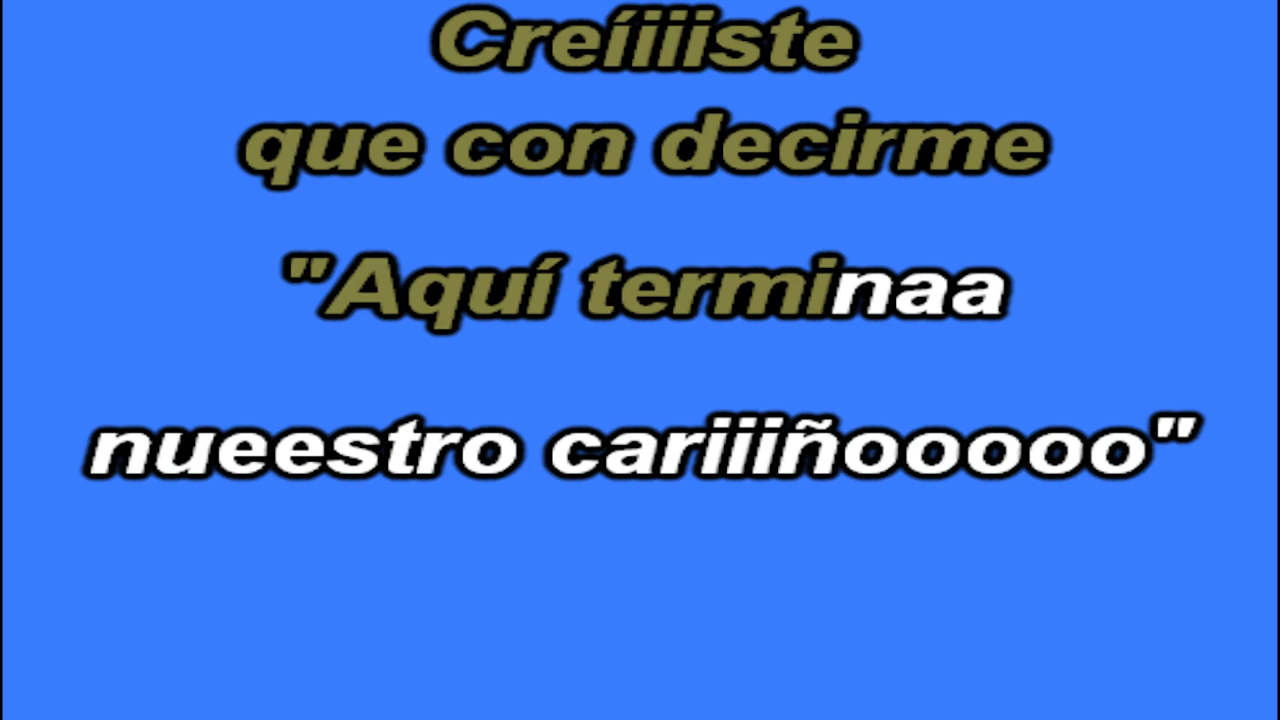 Creíiiiste
que con decirme
"Aquí terminaa
nueestro cariiiñooooo"